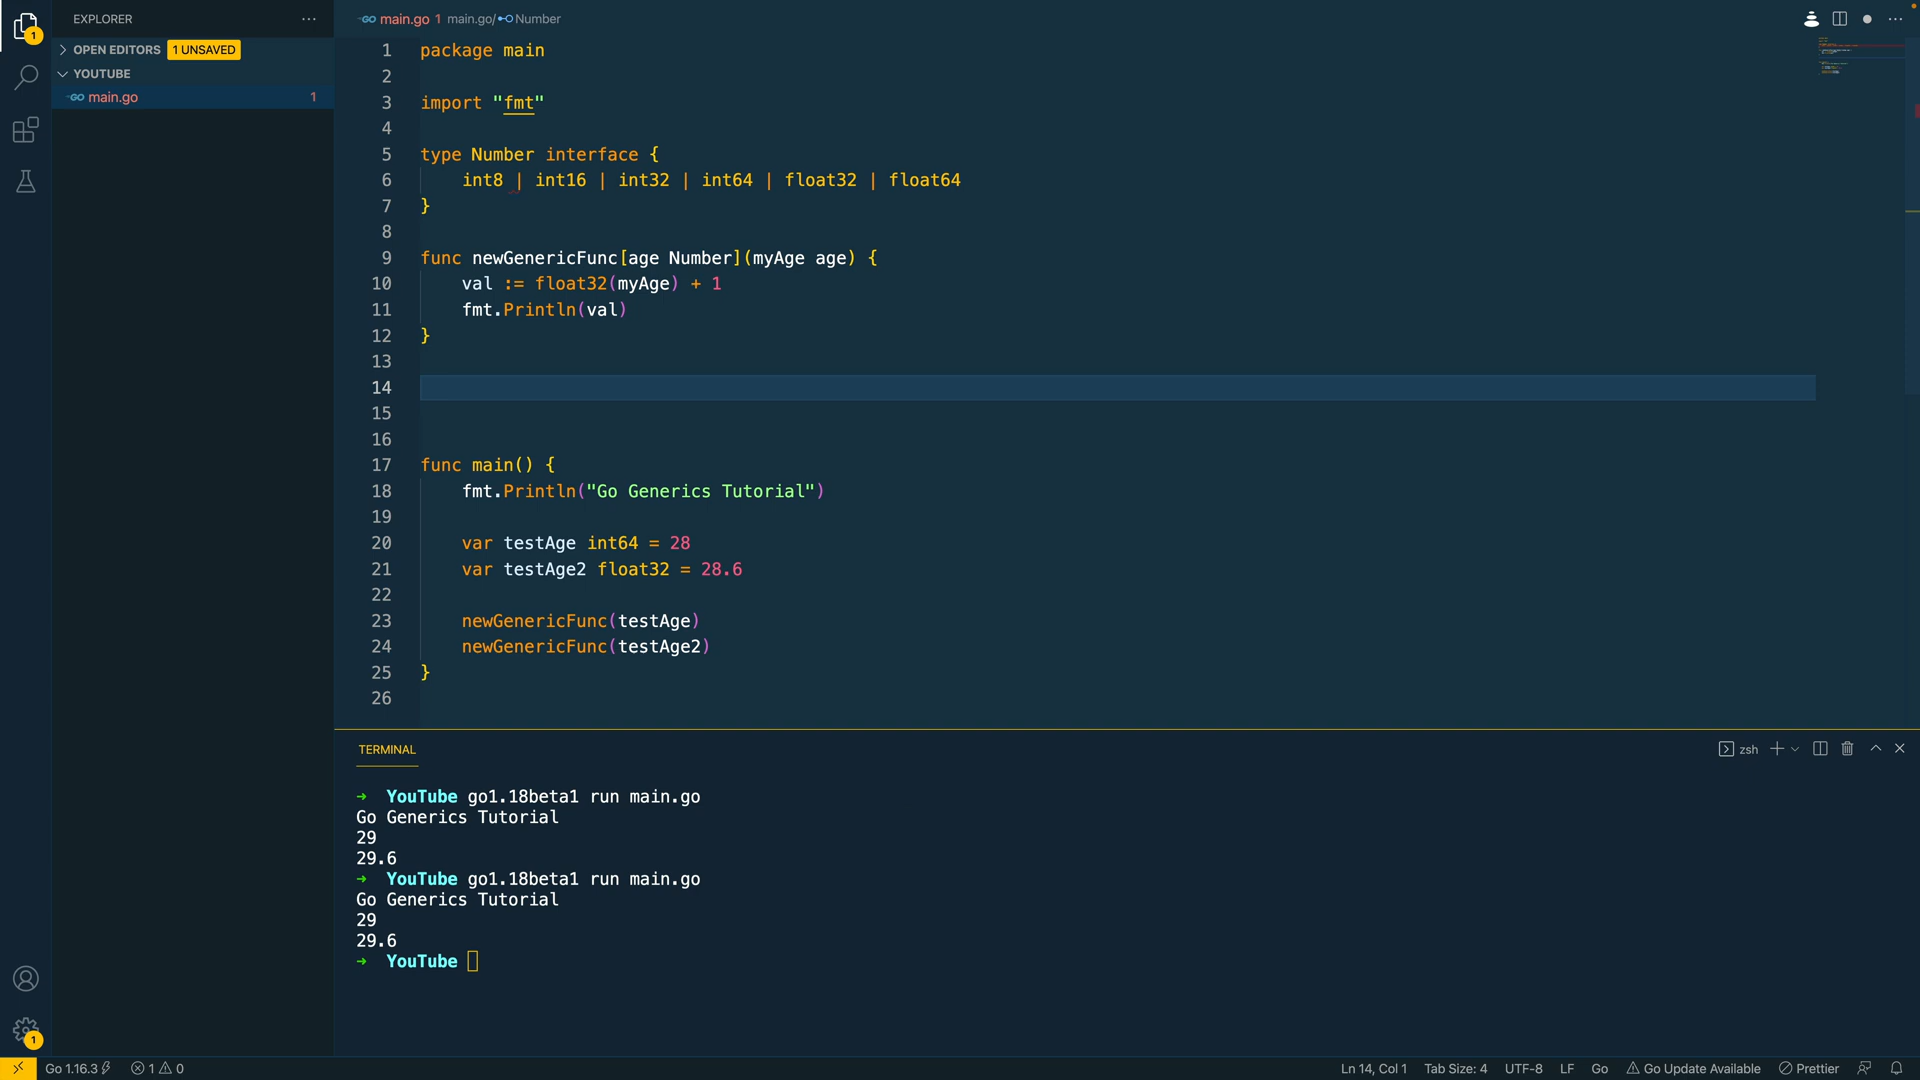 EXPLORER
1
OPEN EDITORS 1 UNSAVED
YOUTUBE
main.go 1
main.go 1 main.go/ Number
1 package main
2
3 import "fmt"
4
5 type Number interface {
6 int8 | int16 | int32 | int64 | float32 | float64
7 }
8
9 func newGenericFunc[age Number](myAge age) {
10 val := float32(myAge) + 1
11 fmt.Println(val)
12 }
13
14
15
16
17 func main() {
18 fmt.Println("Go Generics Tutorial")
19
20 var testAge int64 = 28
21 var testAge2 float32 = 28.6
22
23 newGenericFunc(testAge)
24 newGenericFunc(testAge2)
25 }
26
TERMINAL
zsh
→ YouTube go1.18beta1 run main.go
Go Generics Tutorial
29
29.6
→ YouTube go1.18beta1 run main.go
Go Generics Tutorial
29
29.6
→ YouTube
1
Go 1.16.3 1 0 Ln 14, Col 1 Tab Size: 4 UTF-8 LF Go Go Update Available Prettier